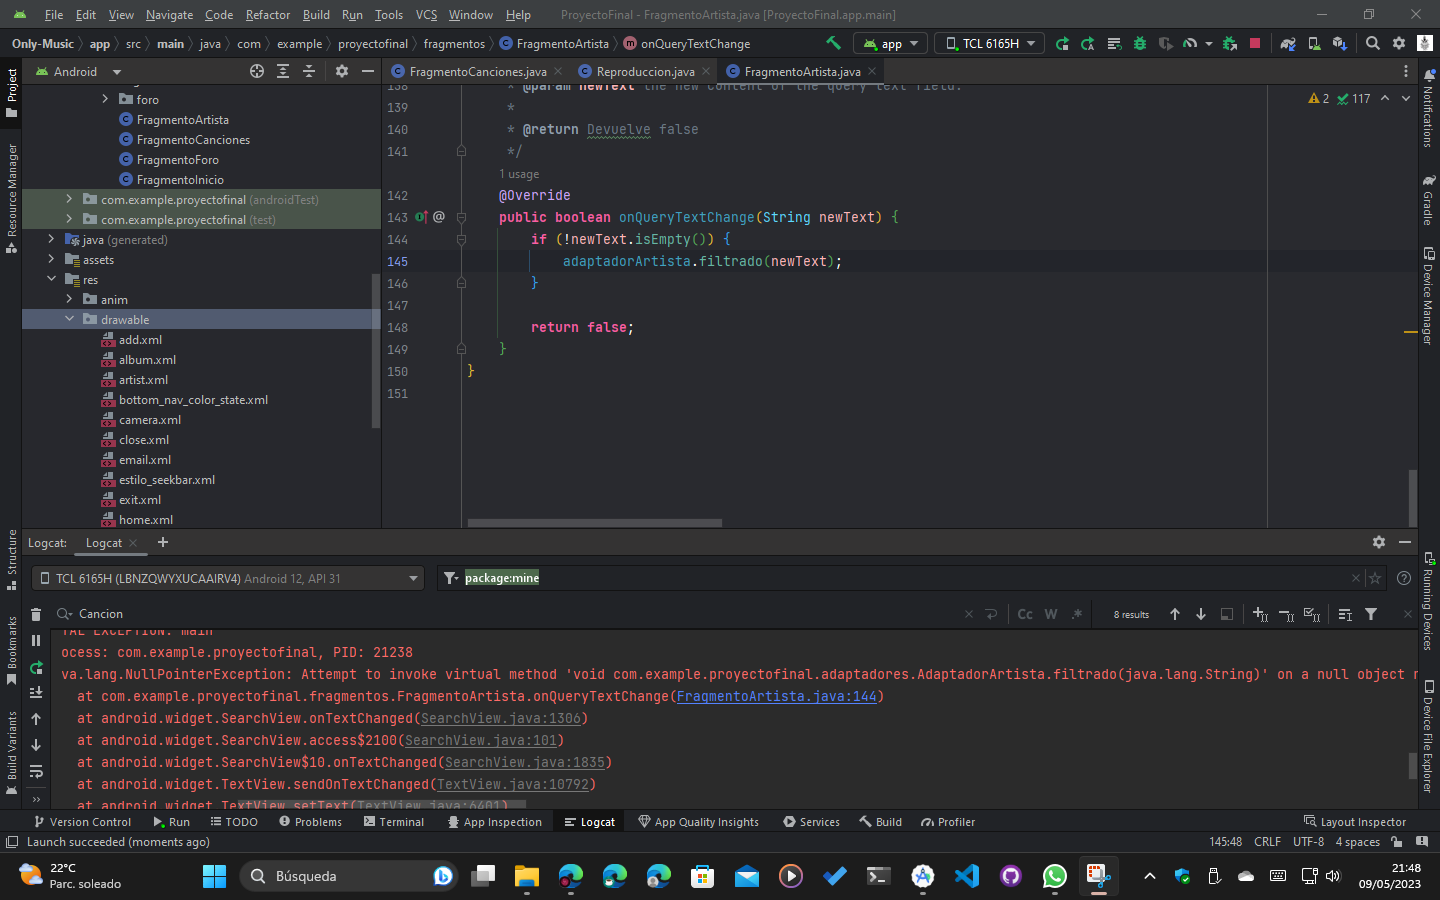 File Edit View Navigate Code Refactor Build Run Tools VCS Window Help ProyectoFinal - FragmentoArtista.java [ProyectoFinal.app.main]
Only-Music app src main java com example proyectofinal fragmentos FragmentoArtista onQueryTextChange app TCL 6165H
Android
FragmentoCanciones.java Reproduccion.java FragmentoArtista.java
Project
Resource Manager
Structure
Bookmarks
Build Variants
foro
FragmentoArtista
FragmentoCanciones
FragmentoForo
FragmentoInicio
com.example.proyectofinal (androidTest)
com.example.proyectofinal (test)
java (generated)
assets
res
anim
drawable
add.xml
album.xml
artist.xml
bottom_nav_color_state.xml
camera.xml
close.xml
email.xml
estilo_seekbar.xml
exit.xml
home.xml
2 117
138 * @param newText the new content of the query text field.
139 *
140 * @return Devuelve false
141 */
1 usage
142 @Override
143 @ public boolean onQueryTextChange(String newText) {
144 if (!newText.isEmpty()) {
145 adaptadorArtista.filtrado(newText);
146 }
147
148 return false;
149 }
150 }
151
Notifications
Gradle
Device Manager
Running Devices
Device File Explorer
Logcat: Logcat
TCL 6165H (LBNZQWYXUCAAIRV4) Android 12, API 31 package:mine
Cancion Cc W .* 8 results
TAL EXCEPTION: main
ocess: com.example.proyectofinal, PID: 21238
va.lang.NullPointerException: Attempt to invoke virtual method 'void com.example.proyectofinal.adaptadores.AdaptadorArtista.filtrado(java.lang.String)' on a null object r
at com.example.proyectofinal.fragmentos.FragmentoArtista.onQueryTextChange(FragmentoArtista.java:144)
at android.widget.SearchView.onTextChanged(SearchView.java:1306)
at android.widget.SearchView.access$2100(SearchView.java:101)
at android.widget.SearchView$10.onTextChanged(SearchView.java:1835)
at android.widget.TextView.sendOnTextChanged(TextView.java:10792)
at android.widget.TextView.setText(TextView.java:6401)
Version Control Run TODO Problems Terminal App Inspection Logcat App Quality Insights Services Build Profiler Layout Inspector
Launch succeeded (moments ago) 145:48 CRLF UTF-8 4 spaces
22°C
Parc. soleado
Búsqueda
21:48
09/05/2023